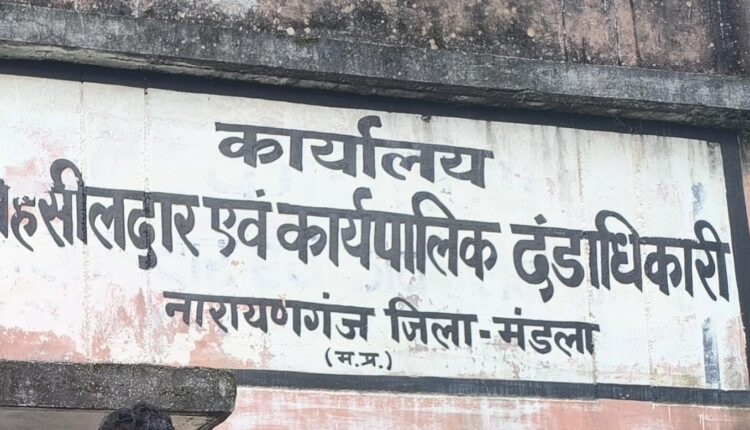 कार्यालय
तहसीलदार एवं कार्यपालिक दंडाधिकारी
नारायणगंज जिला-मंडला
(म.प्र.)